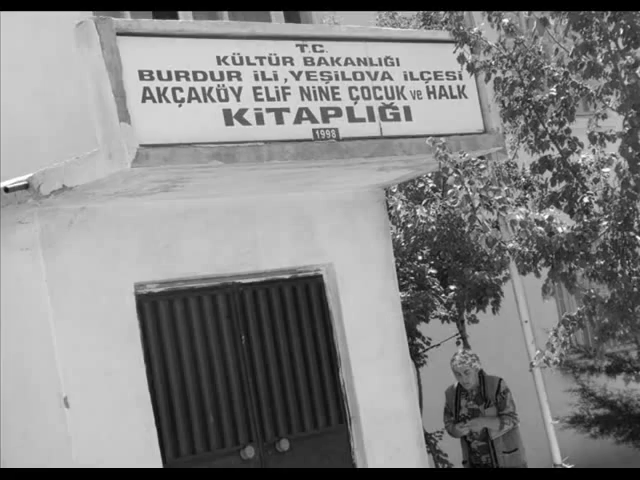 T.C.
KÜLTÜR BAKANLIĞI
BURDUR İLİ, YEŞİLOVA İLÇESİ
AKÇAKÖY ELİF NİNE ÇOCUK ve HALK
KİTAPLIĞI
1998